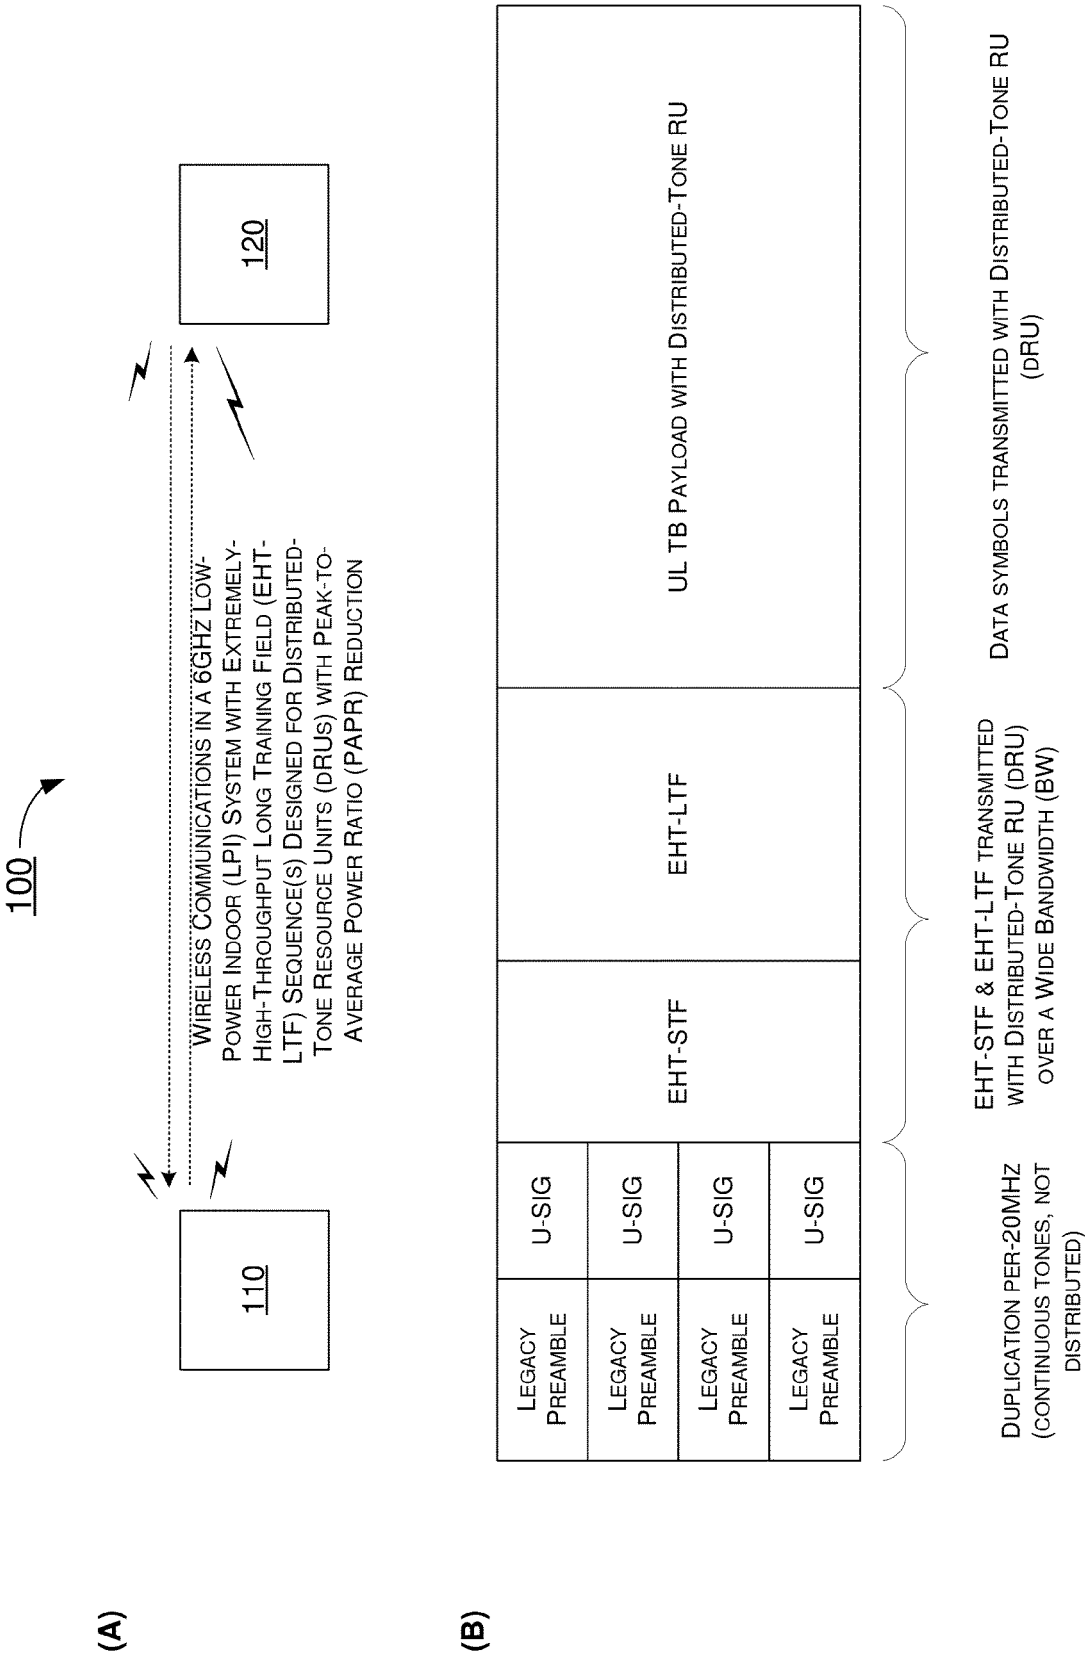 100
(A)
110
120
WIRELESS COMMUNICATIONS IN A 6GHZ LOW-
POWER INDOOR (LPI) SYSTEM WITH EXTREMELY-
HIGH-THROUGHPUT LONG TRAINING FIELD (EHT-
LTF) SEQUENCE(S) DESIGNED FOR DISTRIBUTED-
TONE RESOURCE UNITS (DRUS) WITH PEAK-TO-
AVERAGE POWER RATIO (PAPR) REDUCTION
(B)
LEGACY
PREAMBLE
U-SIG
LEGACY
PREAMBLE
U-SIG
LEGACY
PREAMBLE
U-SIG
LEGACY
PREAMBLE
U-SIG
EHT-STF
EHT-LTF
UL TB PAYLOAD WITH DISTRIBUTED-TONE RU
DUPLICATION PER-20MHZ
(CONTINUOUS TONES, NOT
DISTRIBUTED)
EHT-STF & EHT-LTF TRANSMITTED
WITH DISTRIBUTED-TONE RU (DRU)
OVER A WIDE BANDWIDTH (BW)
DATA SYMBOLS TRANSMITTED WITH DISTRIBUTED-TONE RU
(DRU)